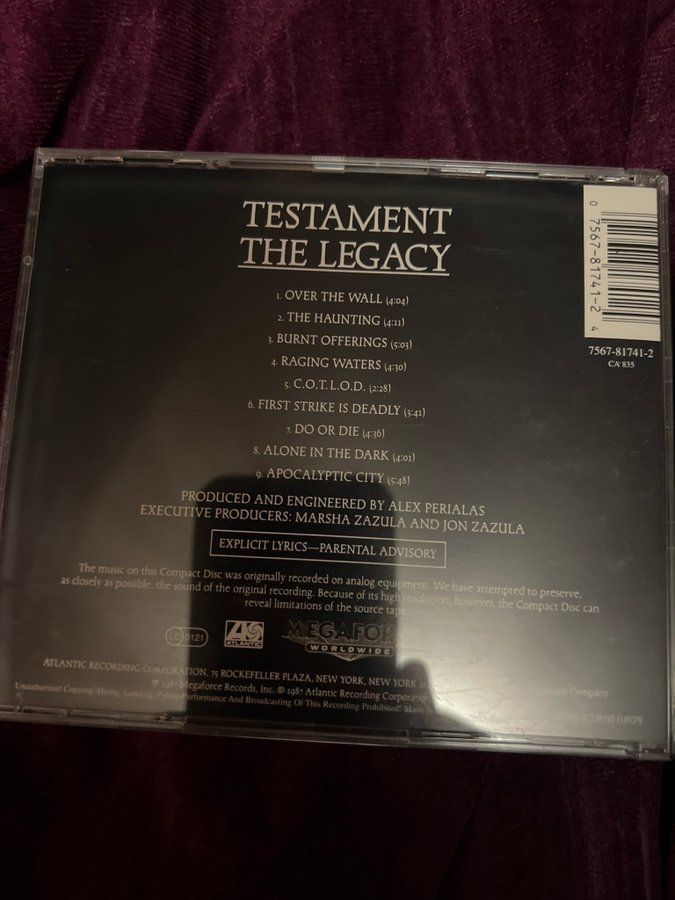 TESTAMENT
THE LEGACY
1. OVER THE WALL (4:04)
2. THE HAUNTING (4:11)
3. BURNT OFFERINGS (5:03)
4. RAGING WATERS (4:30)
5. C.O.T.L.O.D. (2:28)
6. FIRST STRIKE IS DEADLY (3:41)
7. DO OR DIE (4:36)
8. ALONE IN THE DARK (4:01)
9. APOCALYPTIC CITY (5:48)
PRODUCED AND ENGINEERED BY ALEX PERIALAS
EXECUTIVE PRODUCERS: MARSHA ZAZULA AND JON ZAZULA
EXPLICIT LYRICS—PARENTAL ADVISORY
The music on this Compact Disc was originally recorded on analog equipment. We have attempted to preserve,
as closely as possible, the sound of the original recording. Because of its high resolution, however, the Compact Disc can
reveal limitations of the source tape.
LC 0121
ATLANTIC
MEGAFOR
WORLDWIDE
ATLANTIC RECORDING CORPORATION, 75 ROCKEFELLER PLAZA, NEW YORK, NEW YORK
℗ 1987 Megaforce Records, Inc. © 1987 Atlantic Recording Corporation
Company
Unauthorized Copying, Hiring, Lending, Public Performance And Broadcasting Of This Recording Prohibited! Made
EUROPE
0 7567-81741-2 4
7567-81741-2
CA 835